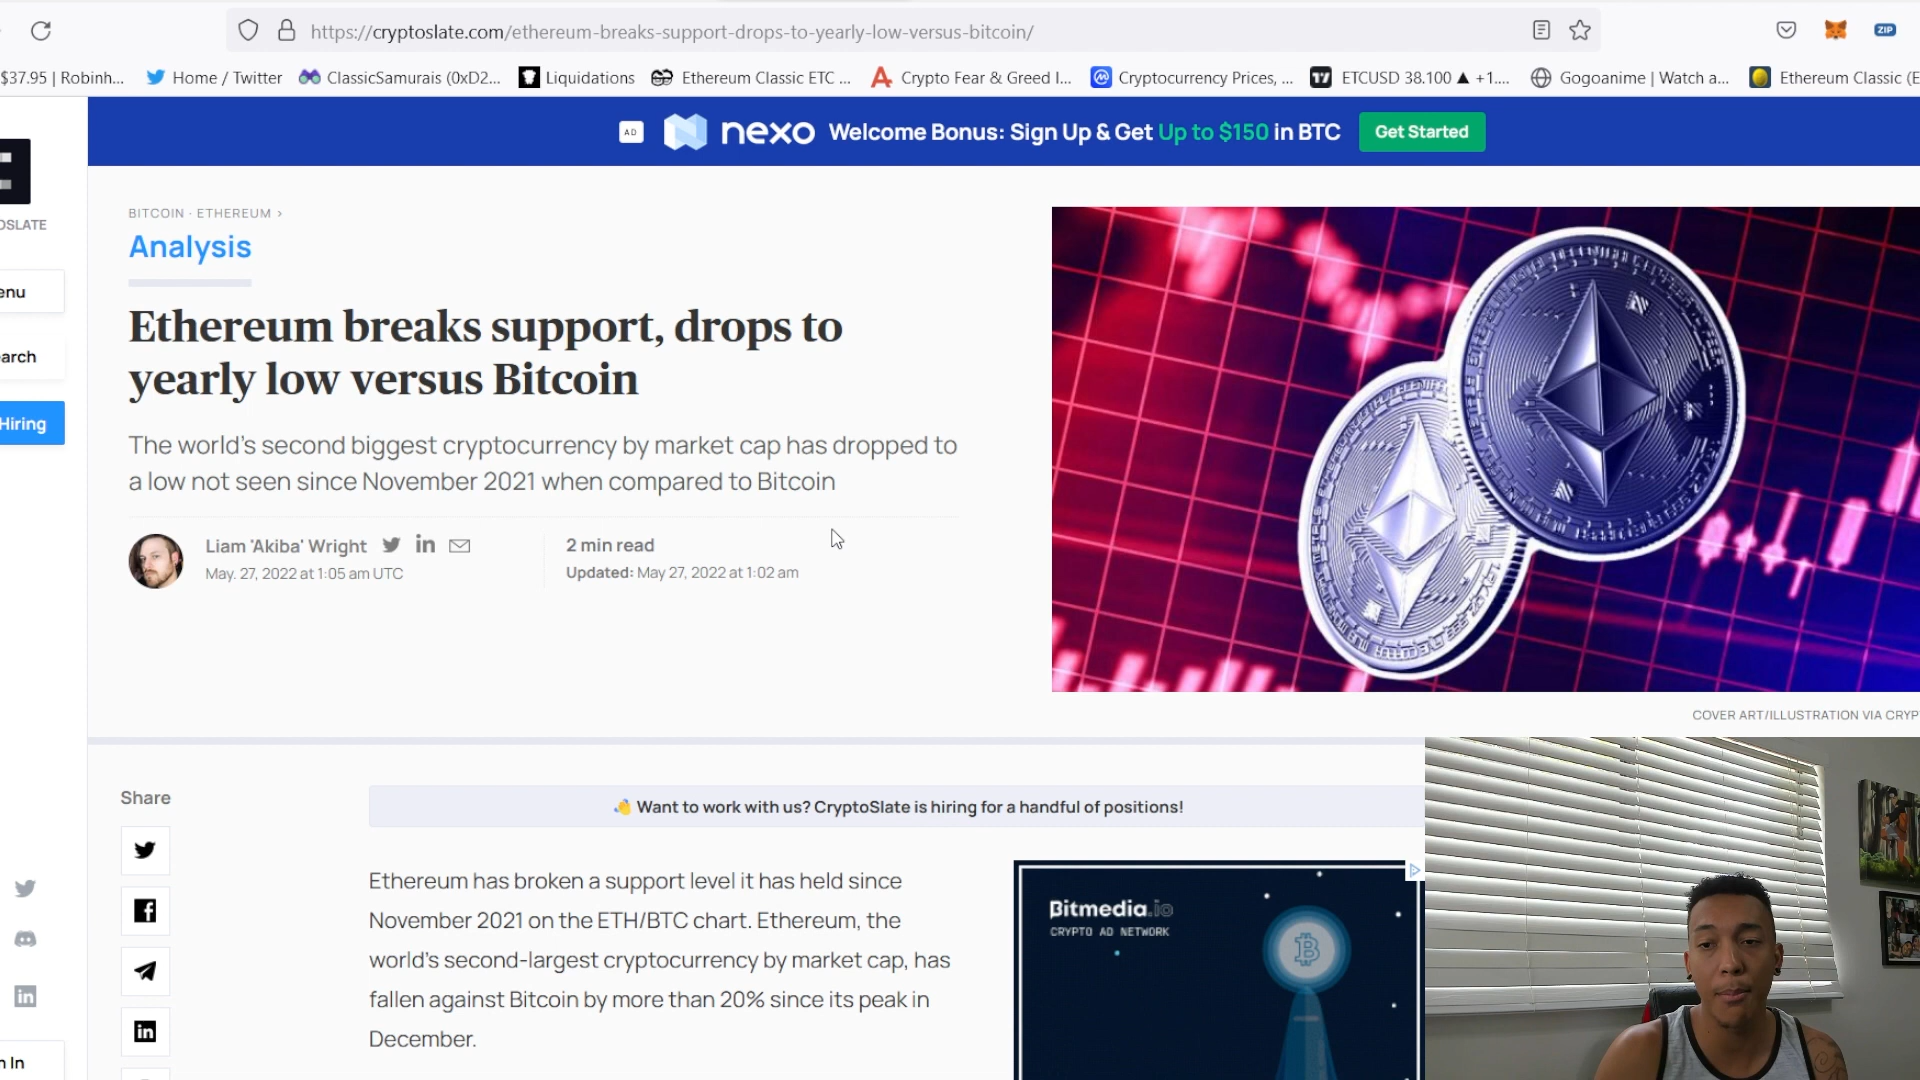 https://cryptoslate.com/ethereum-breaks-support-drops-to-yearly-low-versus-bitcoin/
ZIP
$37.95 | Robinh...
Home / Twitter
ClassicSamurais (0xD2...
Liquidations
Ethereum Classic ETC ...
Crypto Fear & Greed I...
Cryptocurrency Prices, ...
ETCUSD 38.100 ▲ +1....
Gogoanime | Watch a...
Ethereum Classic (E
AD
nexo
Welcome Bonus: Sign Up & Get Up to $150 in BTC
Get Started
OSLATE
enu
arch
Hiring
BITCOIN · ETHEREUM ›
Analysis
Ethereum breaks support, drops to
yearly low versus Bitcoin
The world's second biggest cryptocurrency by market cap has dropped to
a low not seen since November 2021 when compared to Bitcoin
Liam 'Akiba' Wright
May. 27, 2022 at 1:05 am UTC
2 min read
Updated: May 27, 2022 at 1:02 am
COVER ART/ILLUSTRATION VIA CRYP
Share
👋 Want to work with us? CryptoSlate is hiring for a handful of positions!
Ethereum has broken a support level it has held since
November 2021 on the ETH/BTC chart. Ethereum, the
world's second-largest cryptocurrency by market cap, has
fallen against Bitcoin by more than 20% since its peak in
December.
Bitmedia.io
CRYPTO AD NETWORK
n In